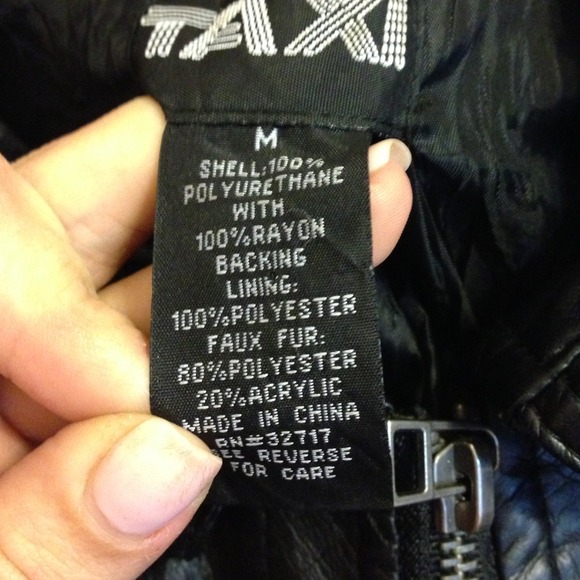 TAXI
M
SHELL:100%
POLYURETHANE
WITH
100%RAYON
BACKING
LINING:
100%POLYESTER
FAUX FUR:
80%POLYESTER
20%ACRYLIC
MADE IN CHINA
RN#32717
SEE REVERSE
FOR CARE